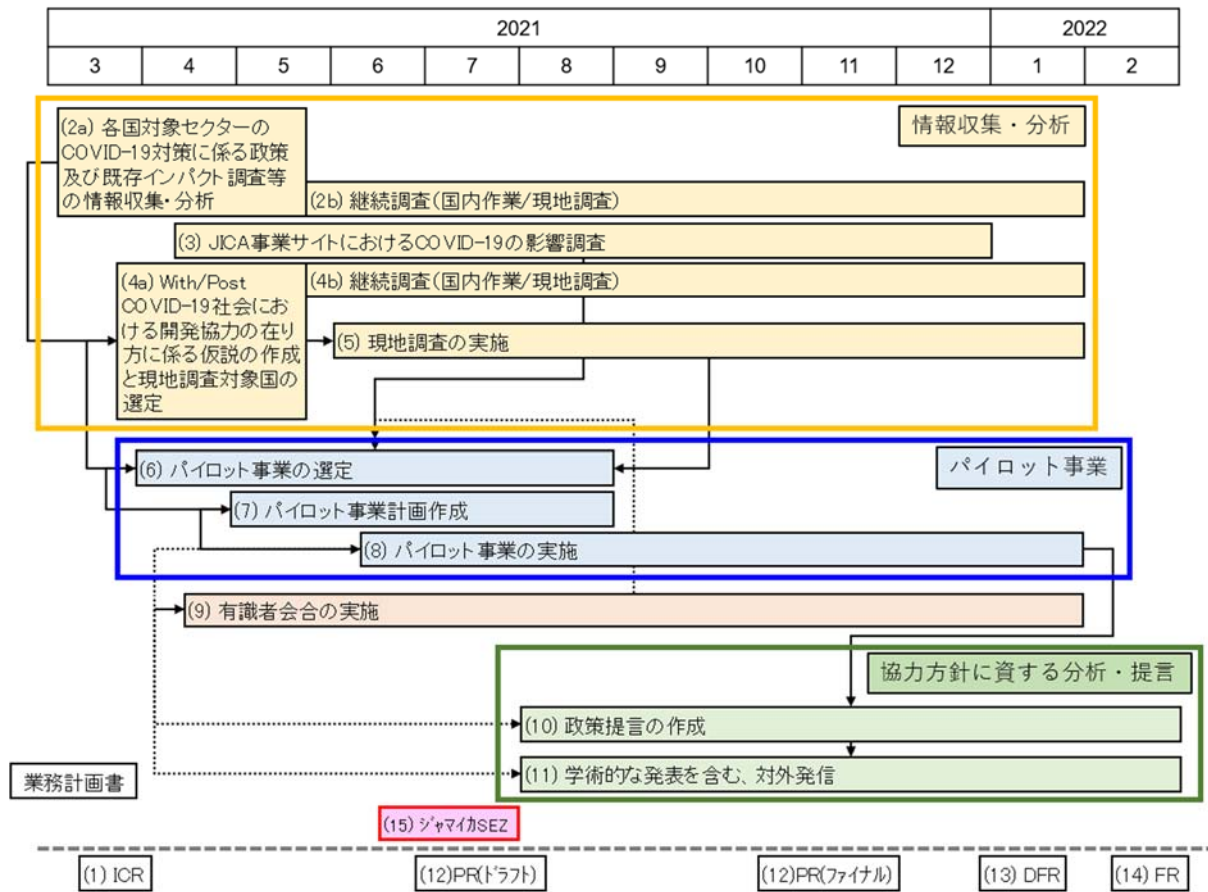 2021 2022
3 4 5 6 7 8 9 10 11 12 1 2
情報収集・分析
(2a) 各国対象セクターの
COVID-19対策に係る政策
及び既存インパクト調査等
の情報収集・分析
(2b) 継続調査(国内作業/現地調査)
(3) JICA事業サイトにおけるCOVID-19の影響調査
(4a) With/Post
COVID-19社会にお
ける開発協力の在り
方に係る仮説の作成
と現地調査対象国の
選定
(4b) 継続調査(国内作業/現地調査)
(5) 現地調査の実施
パイロット事業
(6) パイロット事業の選定
(7) パイロット事業計画作成
(8) パイロット事業の実施
(9) 有識者会合の実施
協力方針に資する分析・提言
(10) 政策提言の作成
(11) 学術的な発表を含む、対外発信
業務計画書
(15) ｼﾞｬﾏｲｶSEZ
(1) ICR
(12)PR(ﾄﾞﾗﾌﾄ)
(12)PR(ﾌｧｲﾅﾙ)
(13) DFR
(14) FR